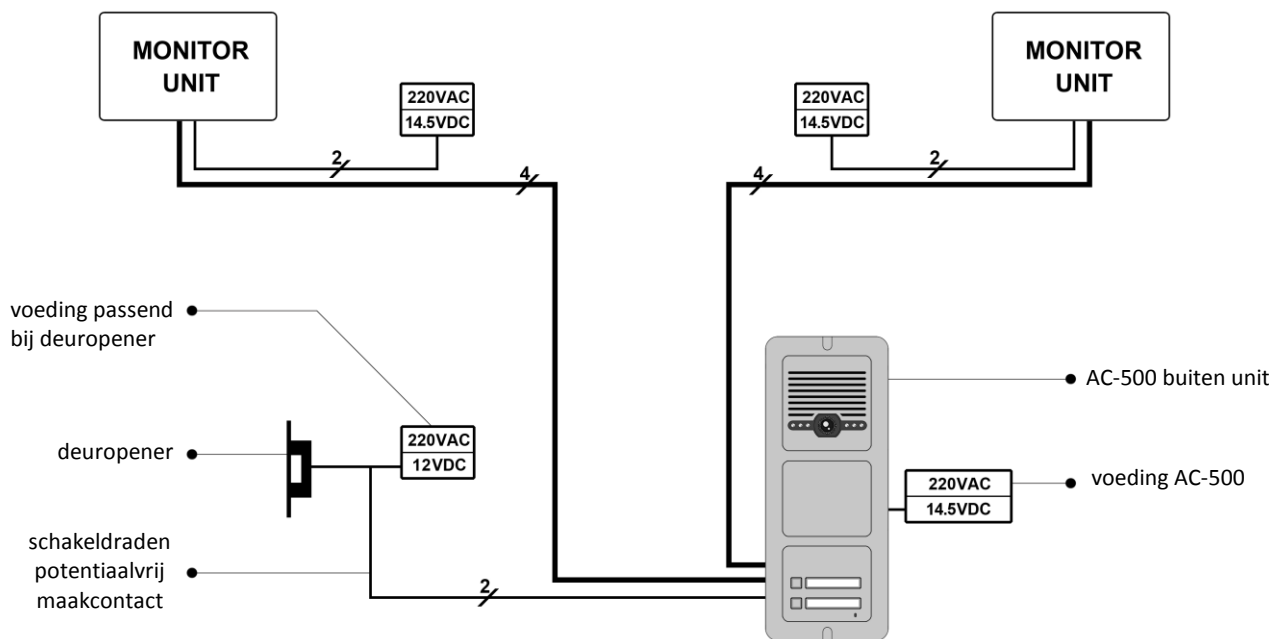 MONITOR
UNIT
MONITOR
UNIT
220VAC
14.5VDC
220VAC
14.5VDC
2
2
4
4
voeding passend
bij deuropener
AC-500 buiten unit
deuropener
220VAC
12VDC
220VAC
14.5VDC
voeding AC-500
schakeldraden
potentiaalvrij
maakcontact
2